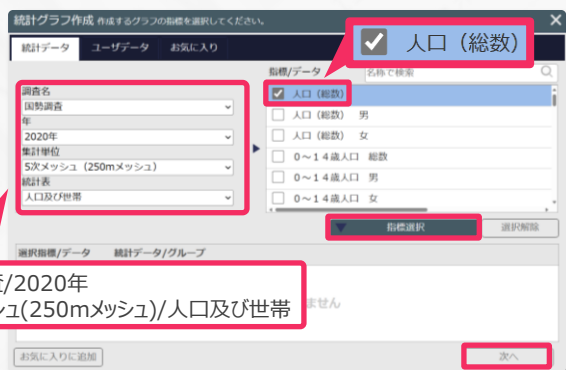 統計グラフ作成 作成するグラフの指標を選択してください。
統計データ ユーザデータ お気に入り
人口（総数）
指標/データ 名称で検索
調査名
国勢調査
年
2020年
集計単位
5次メッシュ（250mメッシュ）
統計表
人口及び世帯
人口（総数）
人口（総数） 男
人口（総数） 女
0～14歳人口 総数
0～14歳人口 男
0～14歳人口 女
指標選択 選択解除
選択指標/データ 統計データ/グループ
/2020年
ュ(250mメッシュ)/人口及び世帯
ません
お気に入りに追加 次へ